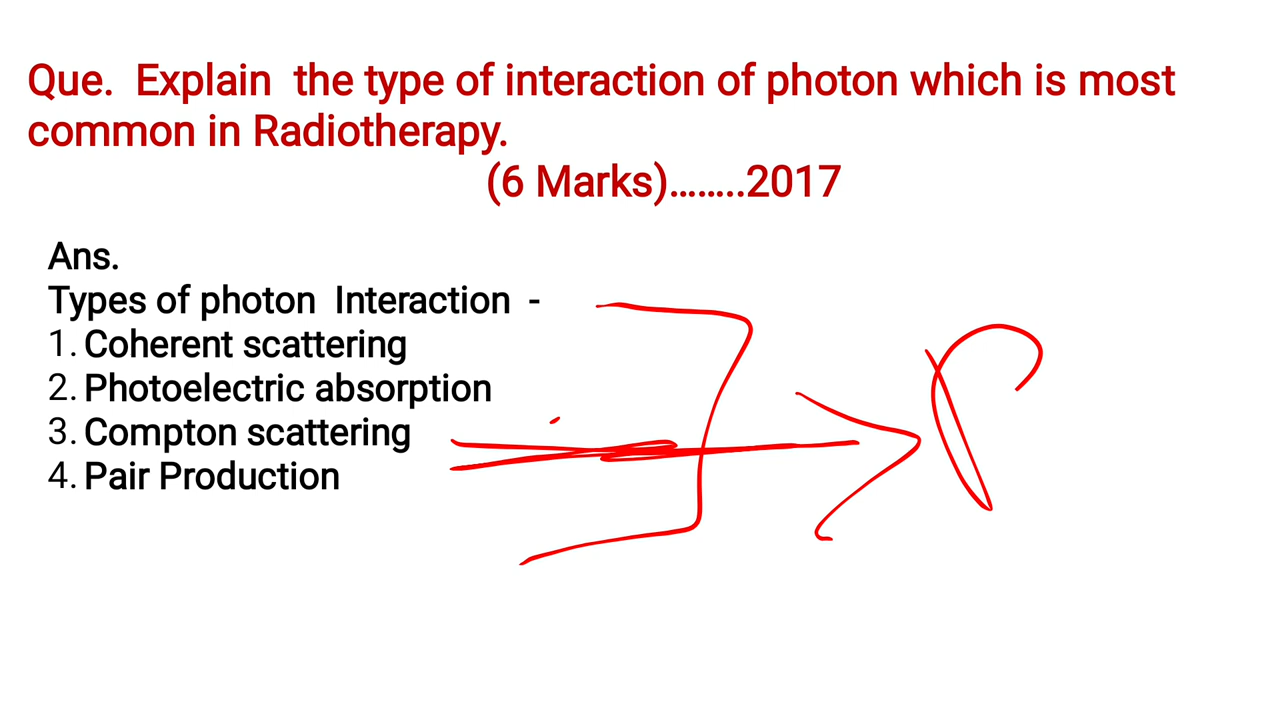 Que. Explain the type of interaction of photon which is most
common in Radiotherapy.
(6 Marks)........2017
Ans.
Types of photon Interaction -
1. Coherent scattering
2. Photoelectric absorption
3. Compton scattering
4. Pair Production